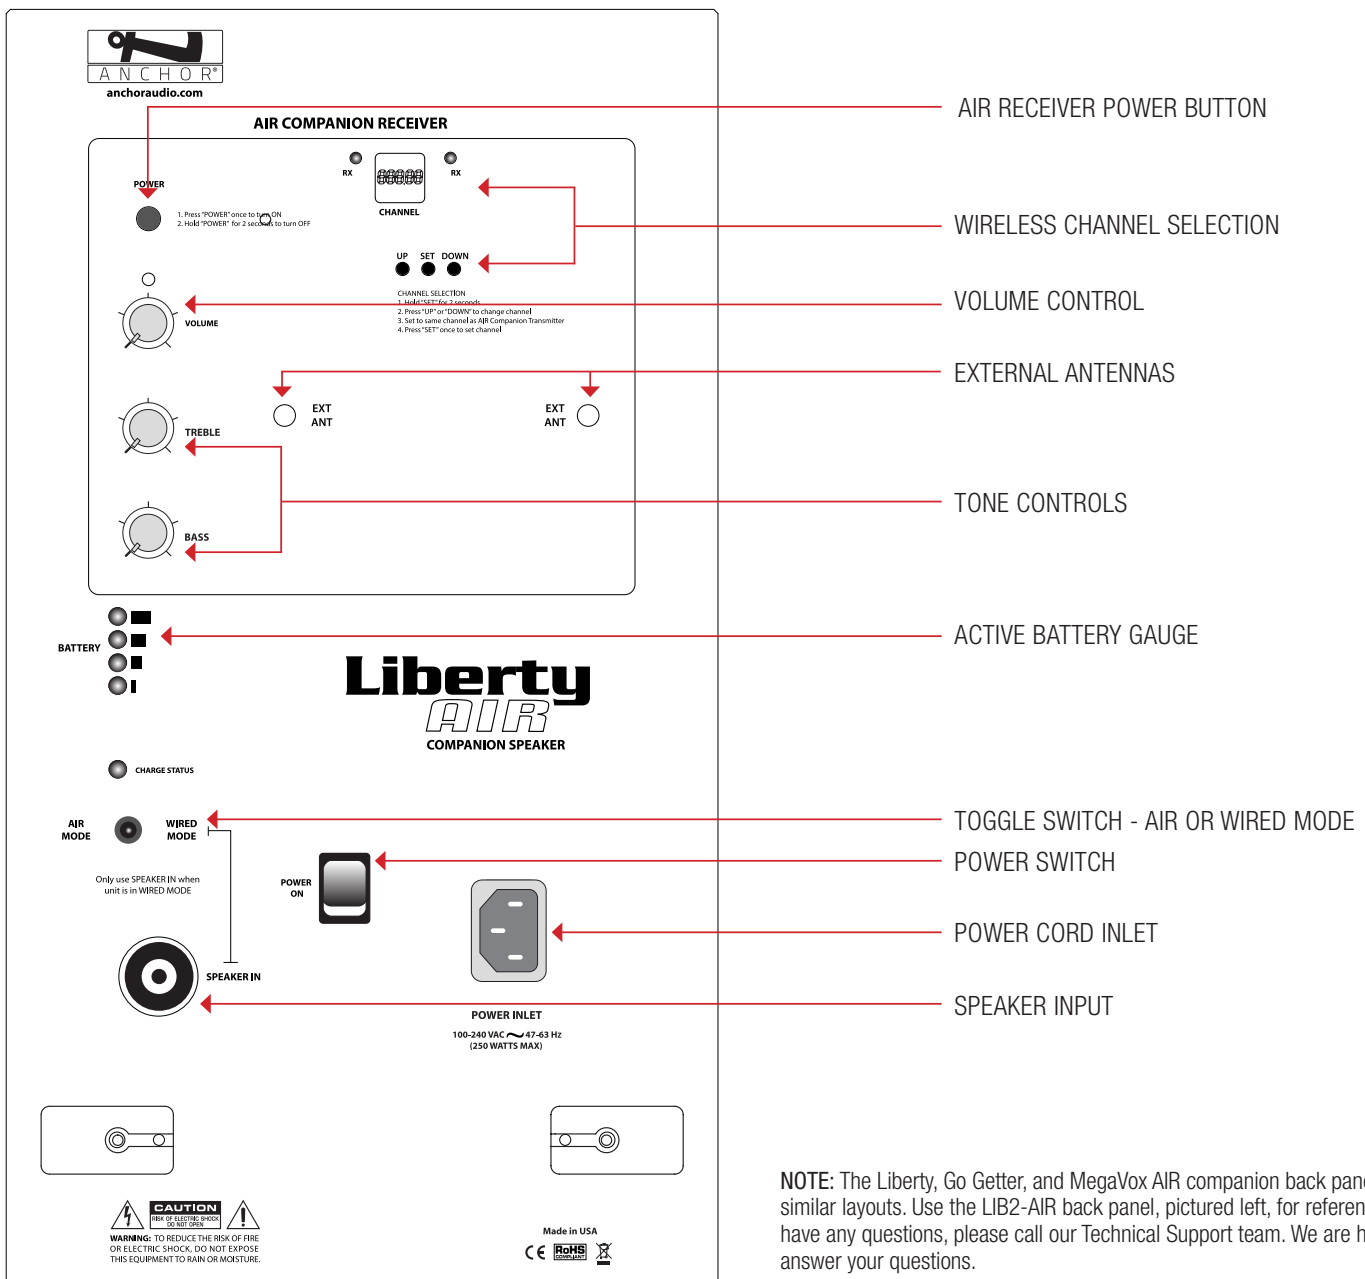 ANCHOR®
anchoraudio.com
AIR COMPANION RECEIVER
POWER
1. Press "POWER" once to turn ON
2. Hold "POWER" for 2 seconds to turn OFF
RX
RX
CHANNEL
UP SET DOWN
CHANNEL SELECTION
1. Hold "SET" for 2 seconds
2. Press "UP" or "DOWN" to change channel
3. Set to same channel as AIR Companion Transmitter
4. Press "SET" once to set channel
VOLUME
TREBLE
BASS
EXT
ANT
EXT
ANT
BATTERY
Liberty
AIR
COMPANION SPEAKER
CHARGE STATUS
AIR
MODE
WIRED
MODE
Only use SPEAKER IN when
unit is in WIRED MODE
POWER
ON
SPEAKER IN
POWER INLET
100-240 VAC ~ 47-63 Hz
(250 WATTS MAX)
CAUTION
RISK OF ELECTRIC SHOCK
DO NOT OPEN
WARNING: TO REDUCE THE RISK OF FIRE
OR ELECTRIC SHOCK, DO NOT EXPOSE
THIS EQUIPMENT TO RAIN OR MOISTURE.
Made in USA
CE RoHS
COMPLIANT
AIR RECEIVER POWER BUTTON
WIRELESS CHANNEL SELECTION
VOLUME CONTROL
EXTERNAL ANTENNAS
TONE CONTROLS
ACTIVE BATTERY GAUGE
TOGGLE SWITCH - AIR OR WIRED MODE
POWER SWITCH
POWER CORD INLET
SPEAKER INPUT
NOTE: The Liberty, Go Getter, and MegaVox AIR companion back pane
similar layouts. Use the LIB2-AIR back panel, pictured left, for referen
have any questions, please call our Technical Support team. We are h
answer your questions.